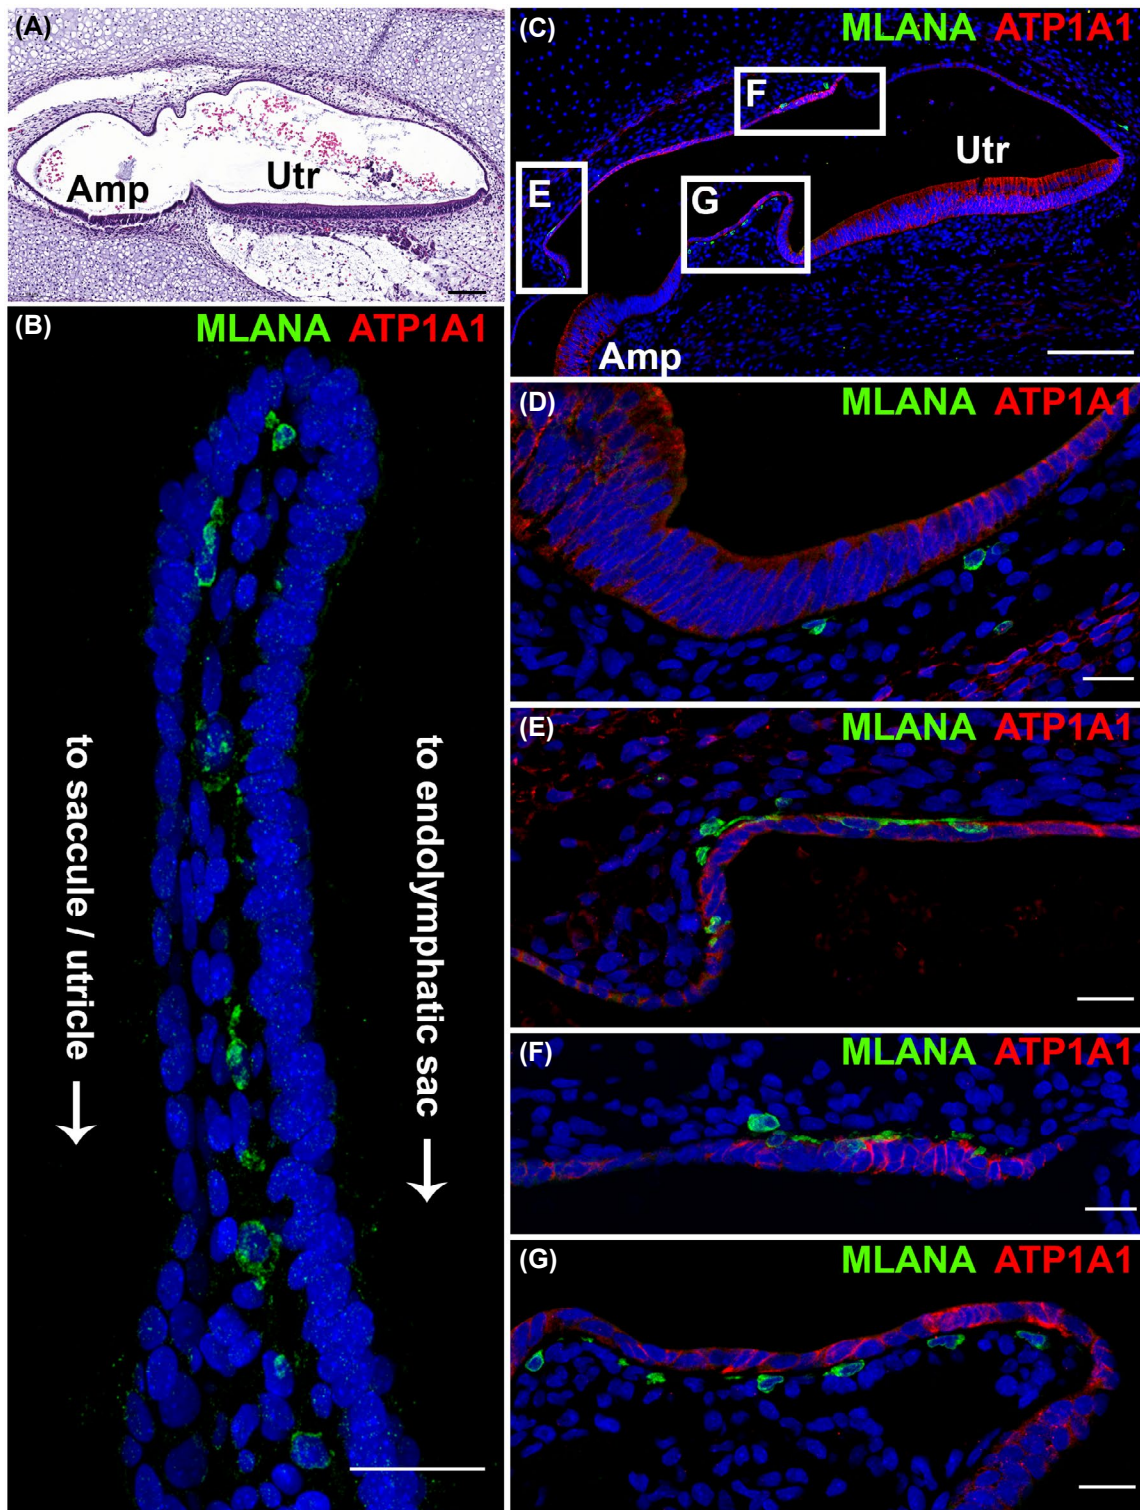 (A)
Amp
Utr
(B)
MLANA ATP1A1
to saccule / utricle
to endolymphatic sac
(C)
MLANA ATP1A1
F
E
G
Utr
Amp
(D)
MLANA ATP1A1
(E)
MLANA ATP1A1
(F)
MLANA ATP1A1
(G)
MLANA ATP1A1